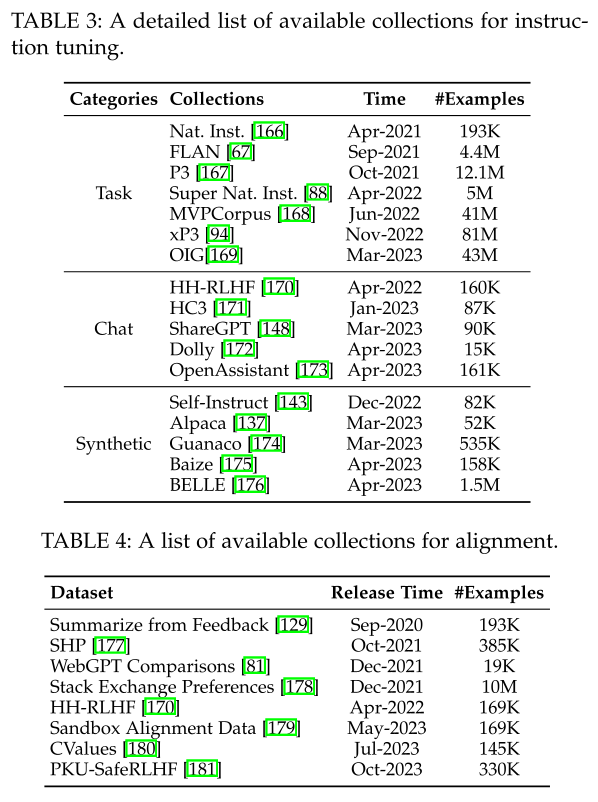 TABLE 3: A detailed list of available collections for instruc-
tion tuning.
Categories Collections Time #Examples
Nat. Inst. [166] Apr-2021 193K
FLAN [67] Sep-2021 4.4M
P3 [167] Oct-2021 12.1M
Task Super Nat. Inst. [88] Apr-2022 5M
MVPCorpus [168] Jun-2022 41M
xP3 [94] Nov-2022 81M
OIG[169] Mar-2023 43M
HH-RLHF [170] Apr-2022 160K
HC3 [171] Jan-2023 87K
Chat ShareGPT [148] Mar-2023 90K
Dolly [172] Apr-2023 15K
OpenAssistant [173] Apr-2023 161K
Self-Instruct [143] Dec-2022 82K
Alpaca [137] Mar-2023 52K
Synthetic Guanaco [174] Mar-2023 535K
Baize [175] Apr-2023 158K
BELLE [176] Apr-2023 1.5M
TABLE 4: A list of available collections for alignment.
Dataset Release Time #Examples
Summarize from Feedback [129] Sep-2020 193K
SHP [177] Oct-2021 385K
WebGPT Comparisons [81] Dec-2021 19K
Stack Exchange Preferences [178] Dec-2021 10M
HH-RLHF [170] Apr-2022 169K
Sandbox Alignment Data [179] May-2023 169K
CValues [180] Jul-2023 145K
PKU-SafeRLHF [181] Oct-2023 330K